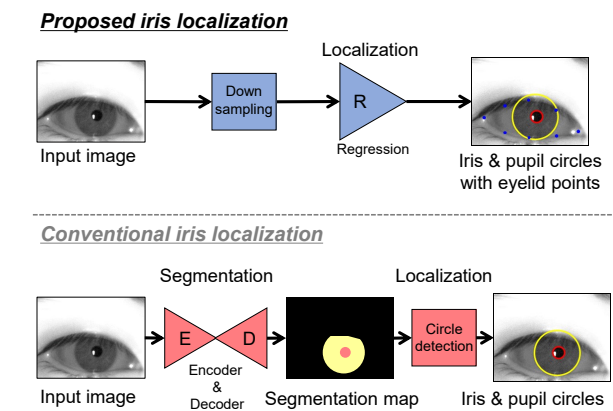 Proposed iris localization
Localization
Down
sampling
R
Input image
Regression
Iris & pupil circles
with eyelid points
Conventional iris localization
Segmentation
Localization
E
D
Circle
detection
Encoder
&
Decoder
Input image
Segmentation map
Iris & pupil circles